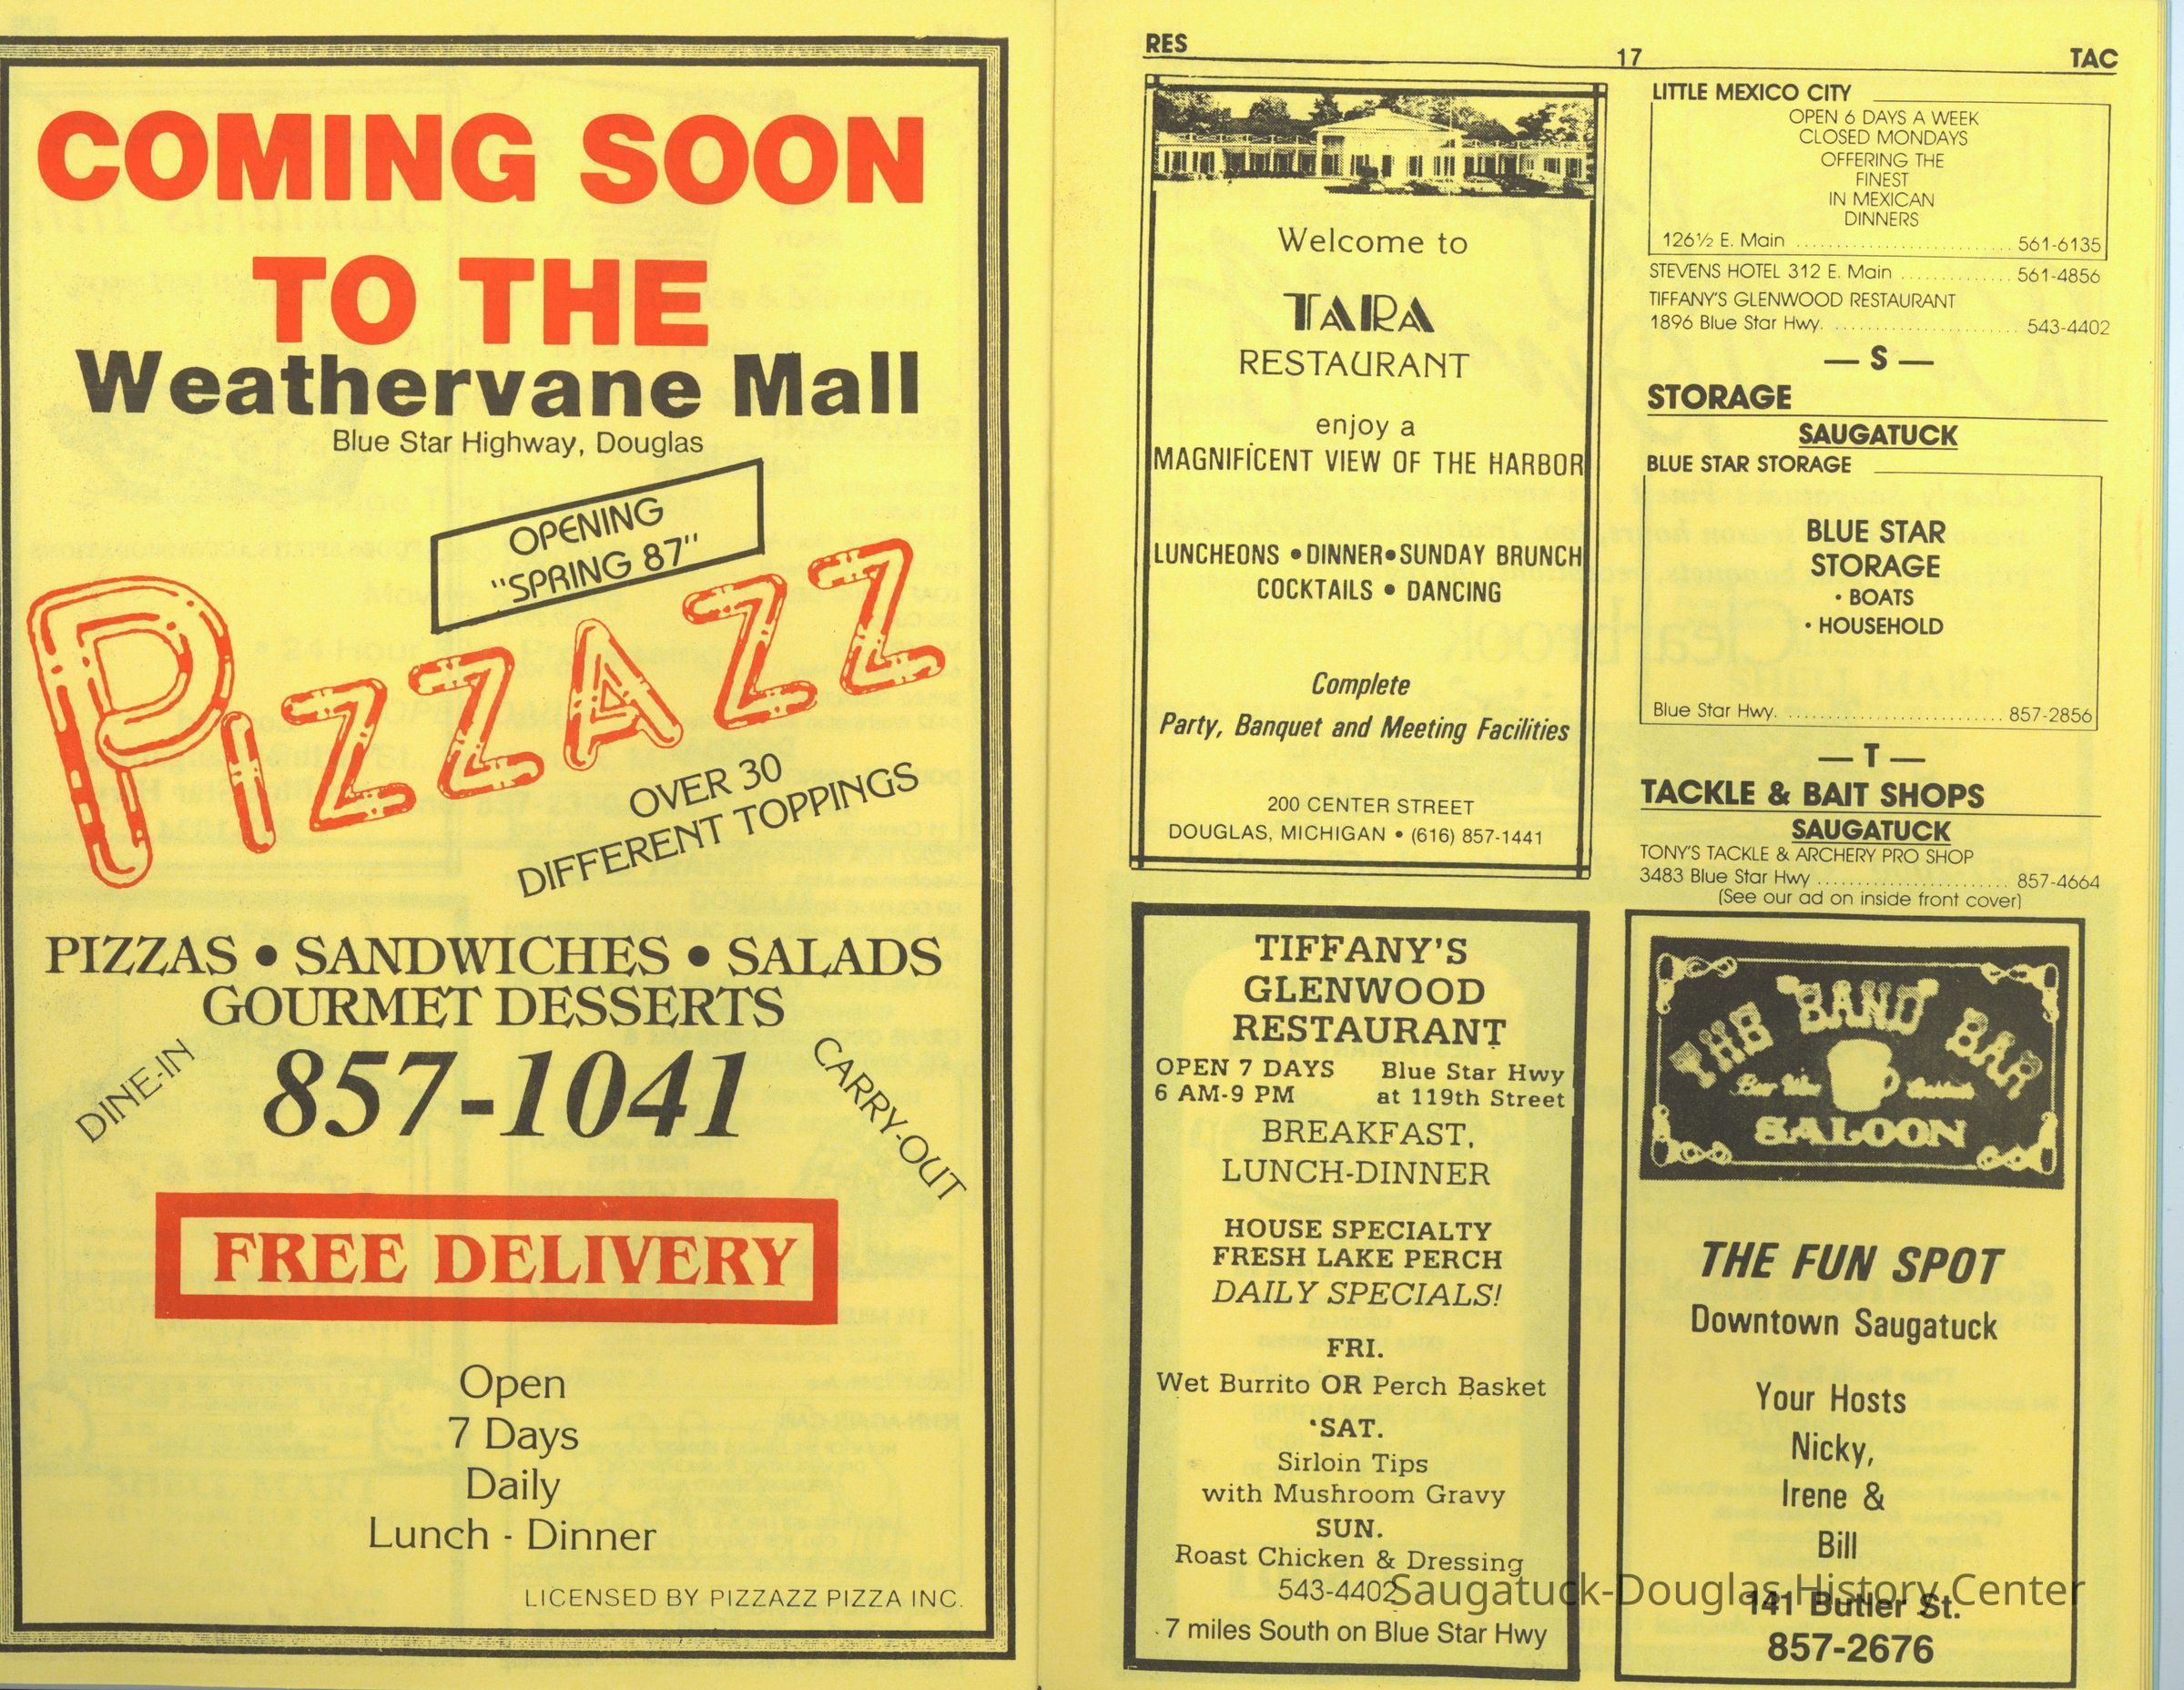 COMING SOON
TO THE
Weathervane Mall
Blue Star Highway, Douglas
OPENING
"SPRING 87"
PIZZAZZ
OVER 30
DIFFERENT TOPPINGS
PIZZAS • SANDWICHES • SALADS
GOURMET DESSERTS
DINE-IN
857-1041
CARRY-OUT
FREE DELIVERY
Open
7 Days
Daily
Lunch - Dinner
LICENSED BY PIZZAZZ PIZZA INC.
RES 17 TAC
Welcome to
TARA
RESTAURANT
enjoy a
MAGNIFICENT VIEW OF THE HARBOR
LUNCHEONS • DINNER • SUNDAY BRUNCH
COCKTAILS • DANCING
Complete
Party, Banquet and Meeting Facilities
200 CENTER STREET
DOUGLAS, MICHIGAN • (616) 857-1441
TIFFANY'S
GLENWOOD
RESTAURANT
OPEN 7 DAYS Blue Star Hwy
6 AM-9 PM at 119th Street
BREAKFAST,
LUNCH-DINNER
HOUSE SPECIALTY
FRESH LAKE PERCH
DAILY SPECIALS!
FRI.
Wet Burrito OR Perch Basket
'SAT.
Sirloin Tips
with Mushroom Gravy
SUN.
Roast Chicken & Dressing
543-4402
7 miles South on Blue Star Hwy
LITTLE MEXICO CITY
OPEN 6 DAYS A WEEK
CLOSED MONDAYS
OFFERING THE
FINEST
IN MEXICAN
DINNERS
126½ E. Main ........................ 561-6135
STEVENS HOTEL 312 E. Main ............ 561-4856
TIFFANY'S GLENWOOD RESTAURANT
1896 Blue Star Hwy. .................... 543-4402
— S —
STORAGE
SAUGATUCK
BLUE STAR STORAGE
BLUE STAR
STORAGE
• BOATS
• HOUSEHOLD
Blue Star Hwy. ........................ 857-2856
— T —
TACKLE & BAIT SHOPS
SAUGATUCK
TONY'S TACKLE & ARCHERY PRO SHOP
3483 Blue Star Hwy ..................... 857-4664
(See our ad on inside front cover)
THE BAND BAR
Beer Wine Cocktails
SALOON
THE FUN SPOT
Downtown Saugatuck
Your Hosts
Nicky,
Irene &
Bill
141 Butler St.
857-2676
Saugatuck-Douglas History Center